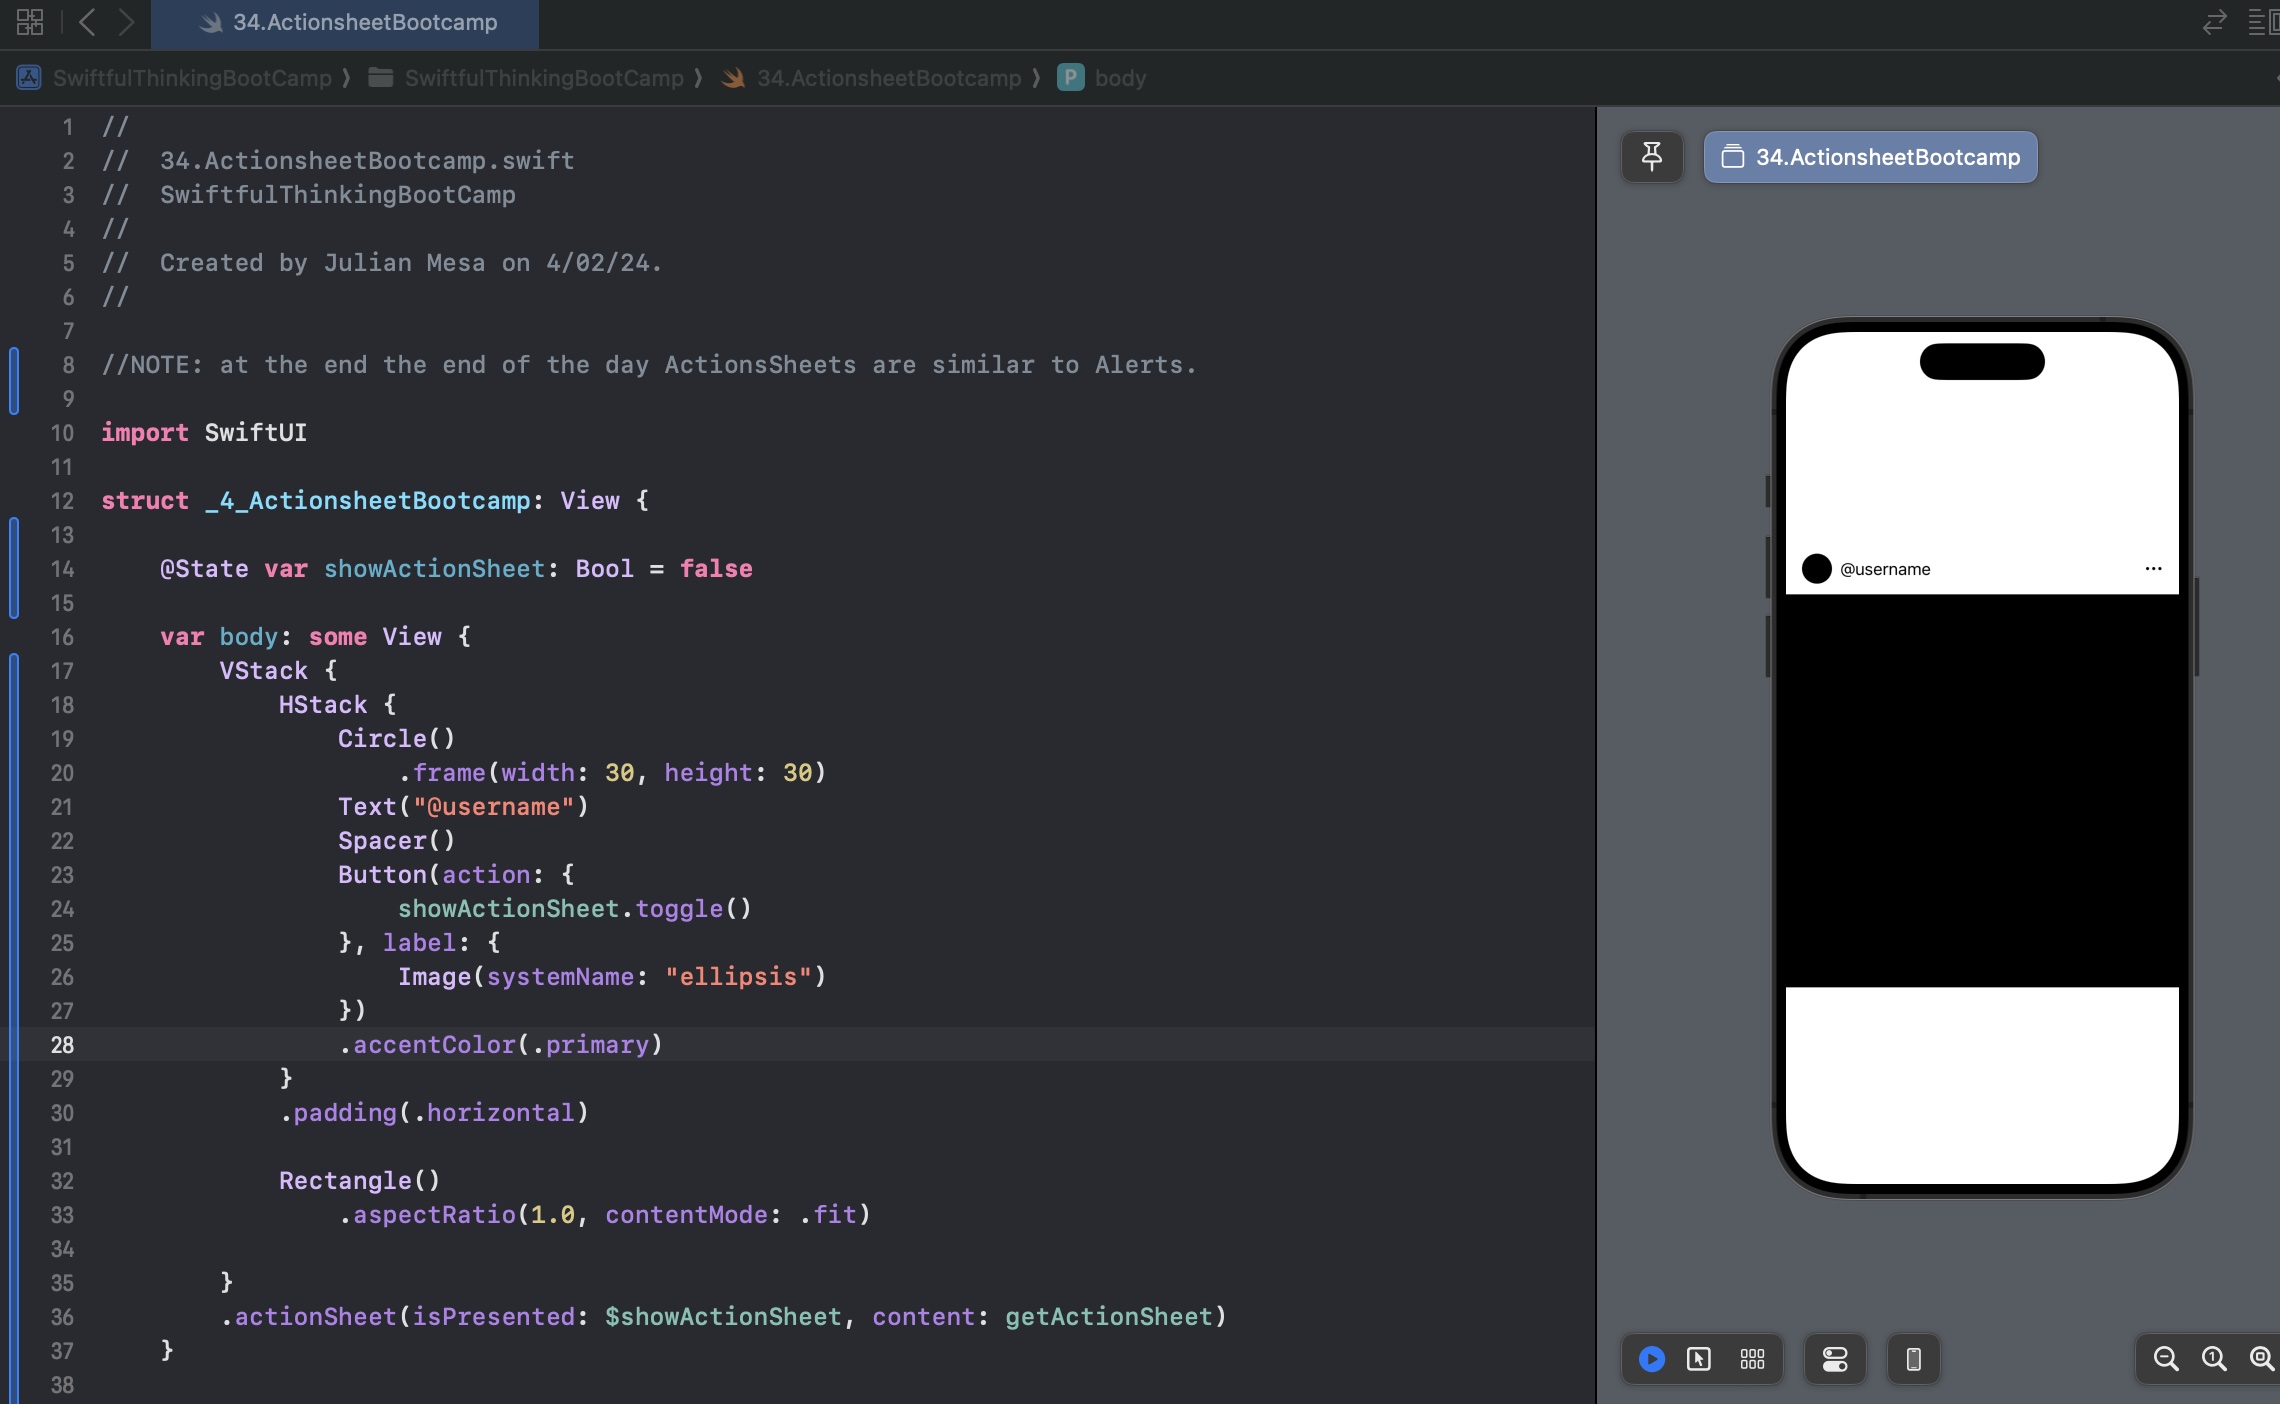 34.ActionsheetBootcamp
SwiftfulThinkingBootCamp 〉 SwiftfulThinkingBootCamp 〉 34.ActionsheetBootcamp 〉 P body
1 //
2 //  34.ActionsheetBootcamp.swift
3 //  SwiftfulThinkingBootCamp
4 //
5 //  Created by Julian Mesa on 4/02/24.
6 //
7
8 //NOTE: at the end the end of the day ActionsSheets are similar to Alerts.
9
10 import SwiftUI
11
12 struct _4_ActionsheetBootcamp: View {
13
14     @State var showActionSheet: Bool = false
15
16     var body: some View {
17         VStack {
18             HStack {
19                 Circle()
20                     .frame(width: 30, height: 30)
21                 Text("@username")
22                 Spacer()
23                 Button(action: {
24                     showActionSheet.toggle()
25                 }, label: {
26                     Image(systemName: "ellipsis")
27                 })
28                 .accentColor(.primary)
29             }
30             .padding(.horizontal)
31
32             Rectangle()
33                 .aspectRatio(1.0, contentMode: .fit)
34
35         }
36         .actionSheet(isPresented: $showActionSheet, content: getActionSheet)
37     }
38
34.ActionsheetBootcamp
@username ...